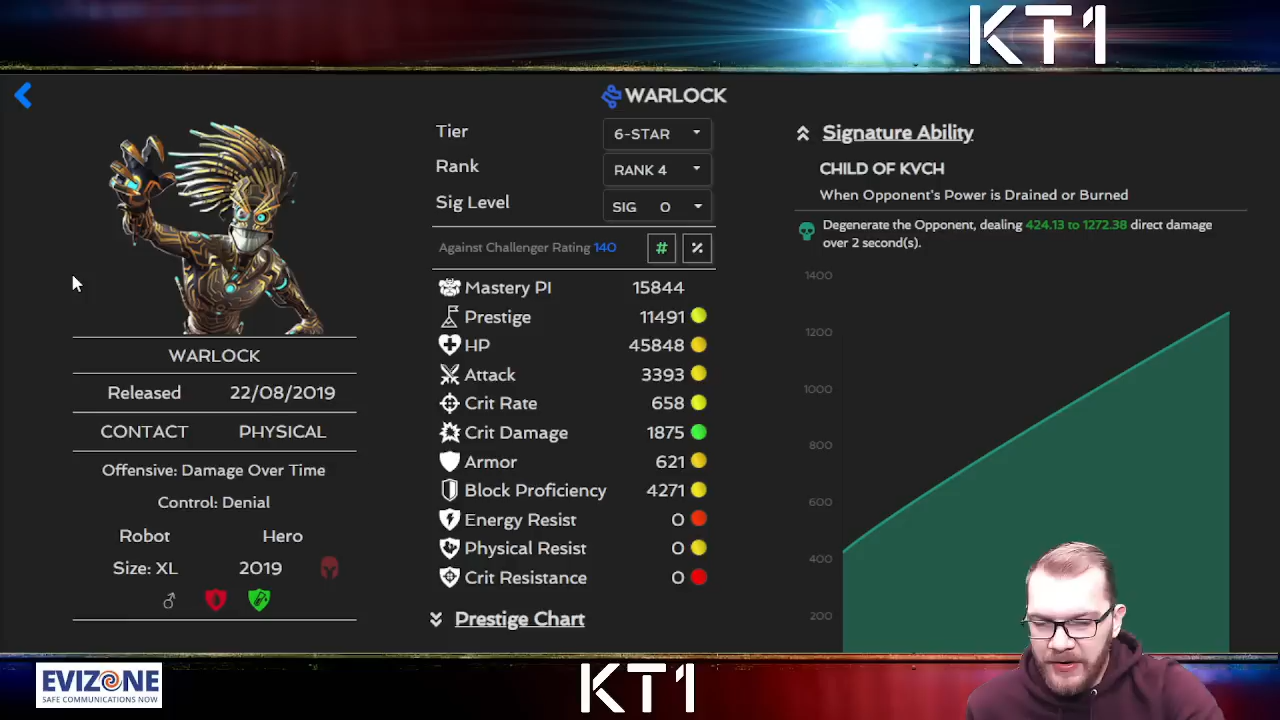 KT1
WARLOCK
Tier 6-STAR
Rank RANK 4
Sig Level SIG 0
Against Challenger Rating 140 # %
Mastery PI 15844
Prestige 11491
HP 45848
Attack 3393
Crit Rate 658
Crit Damage 1875
Armor 621
Block Proficiency 4271
Energy Resist 0
Physical Resist 0
Crit Resistance 0
Prestige Chart
WARLOCK
Released 22/08/2019
CONTACT PHYSICAL
Offensive: Damage Over Time
Control: Denial
Robot Hero
Size: XL 2019
Signature Ability
CHILD OF KVCH
When Opponent's Power is Drained or Burned
Degenerate the Opponent, dealing 424.13 to 1272.38 direct damage
over 2 second(s).
1400
1200
1000
800
600
400
200
EVIZONE
SAFE COMMUNICATIONS NOW
KT1